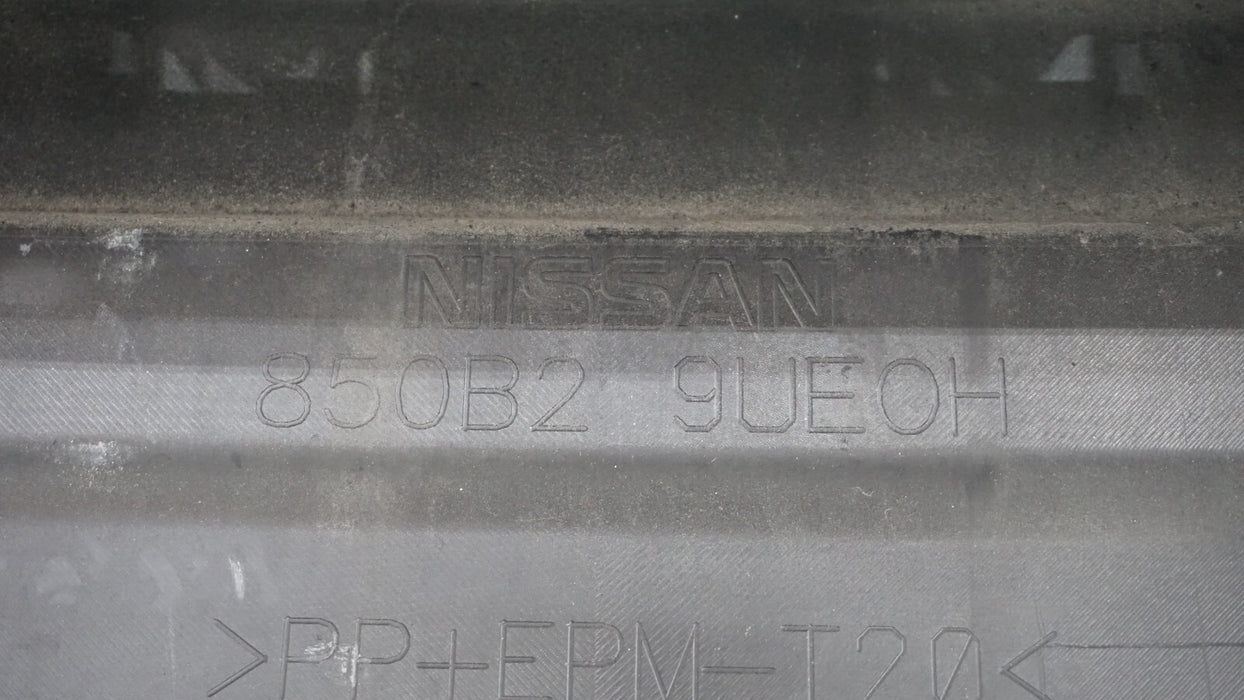 NISSAN
850B2 9UE0H
>PP+EPM-T20<